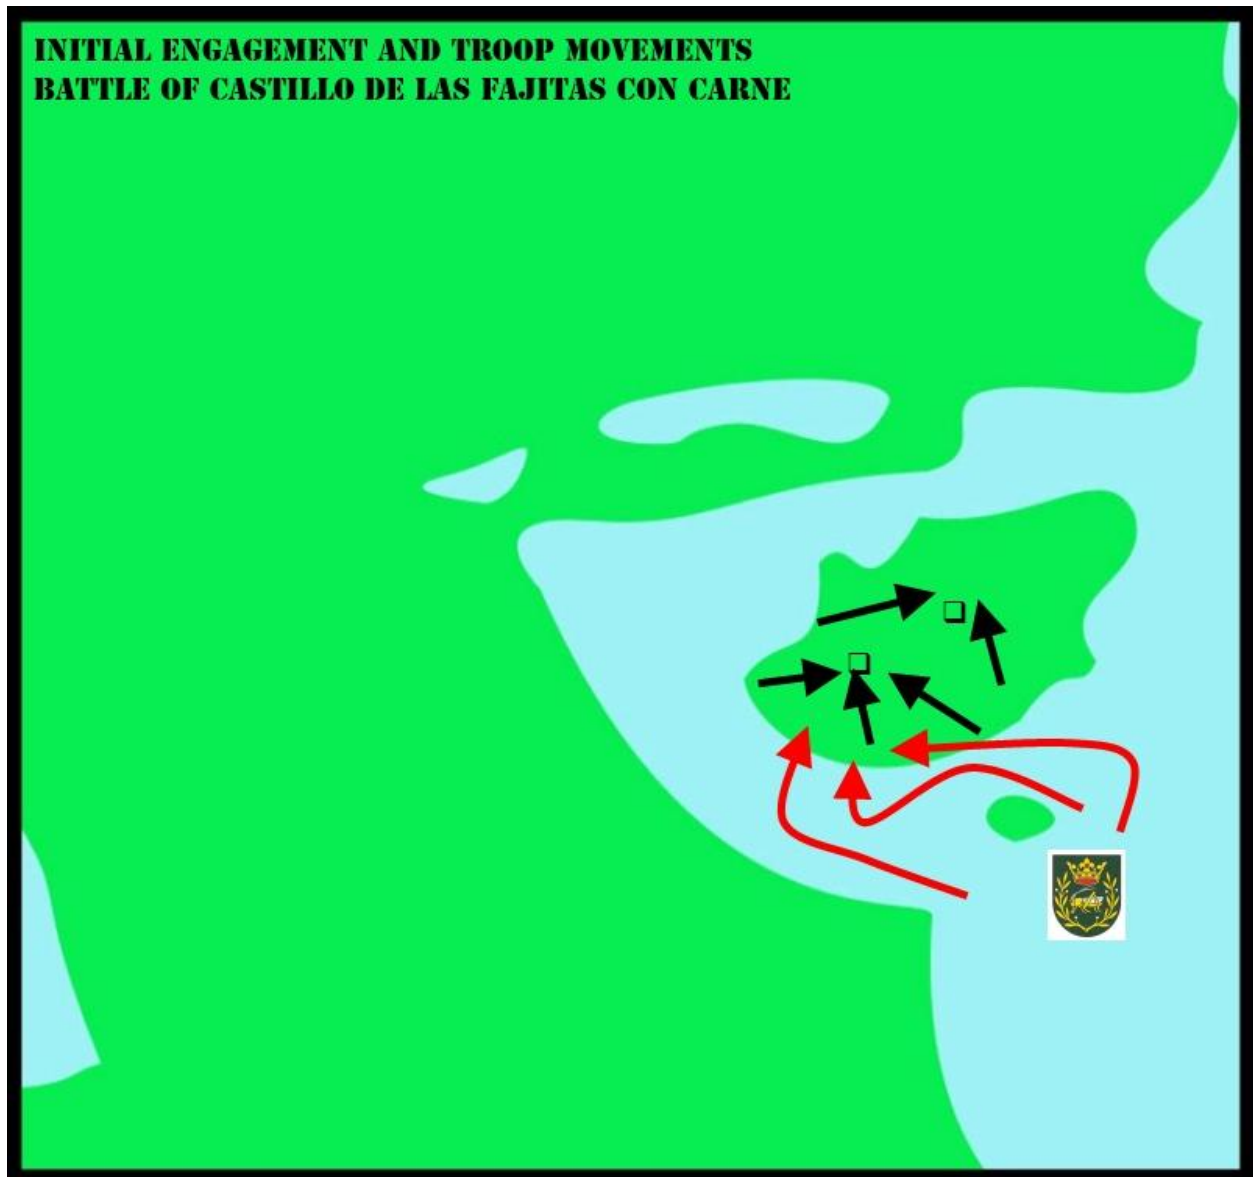 INITIAL ENGAGEMENT AND TROOP MOVEMENTS
BATTLE OF CASTILLO DE LAS FAJITAS CON CARNE